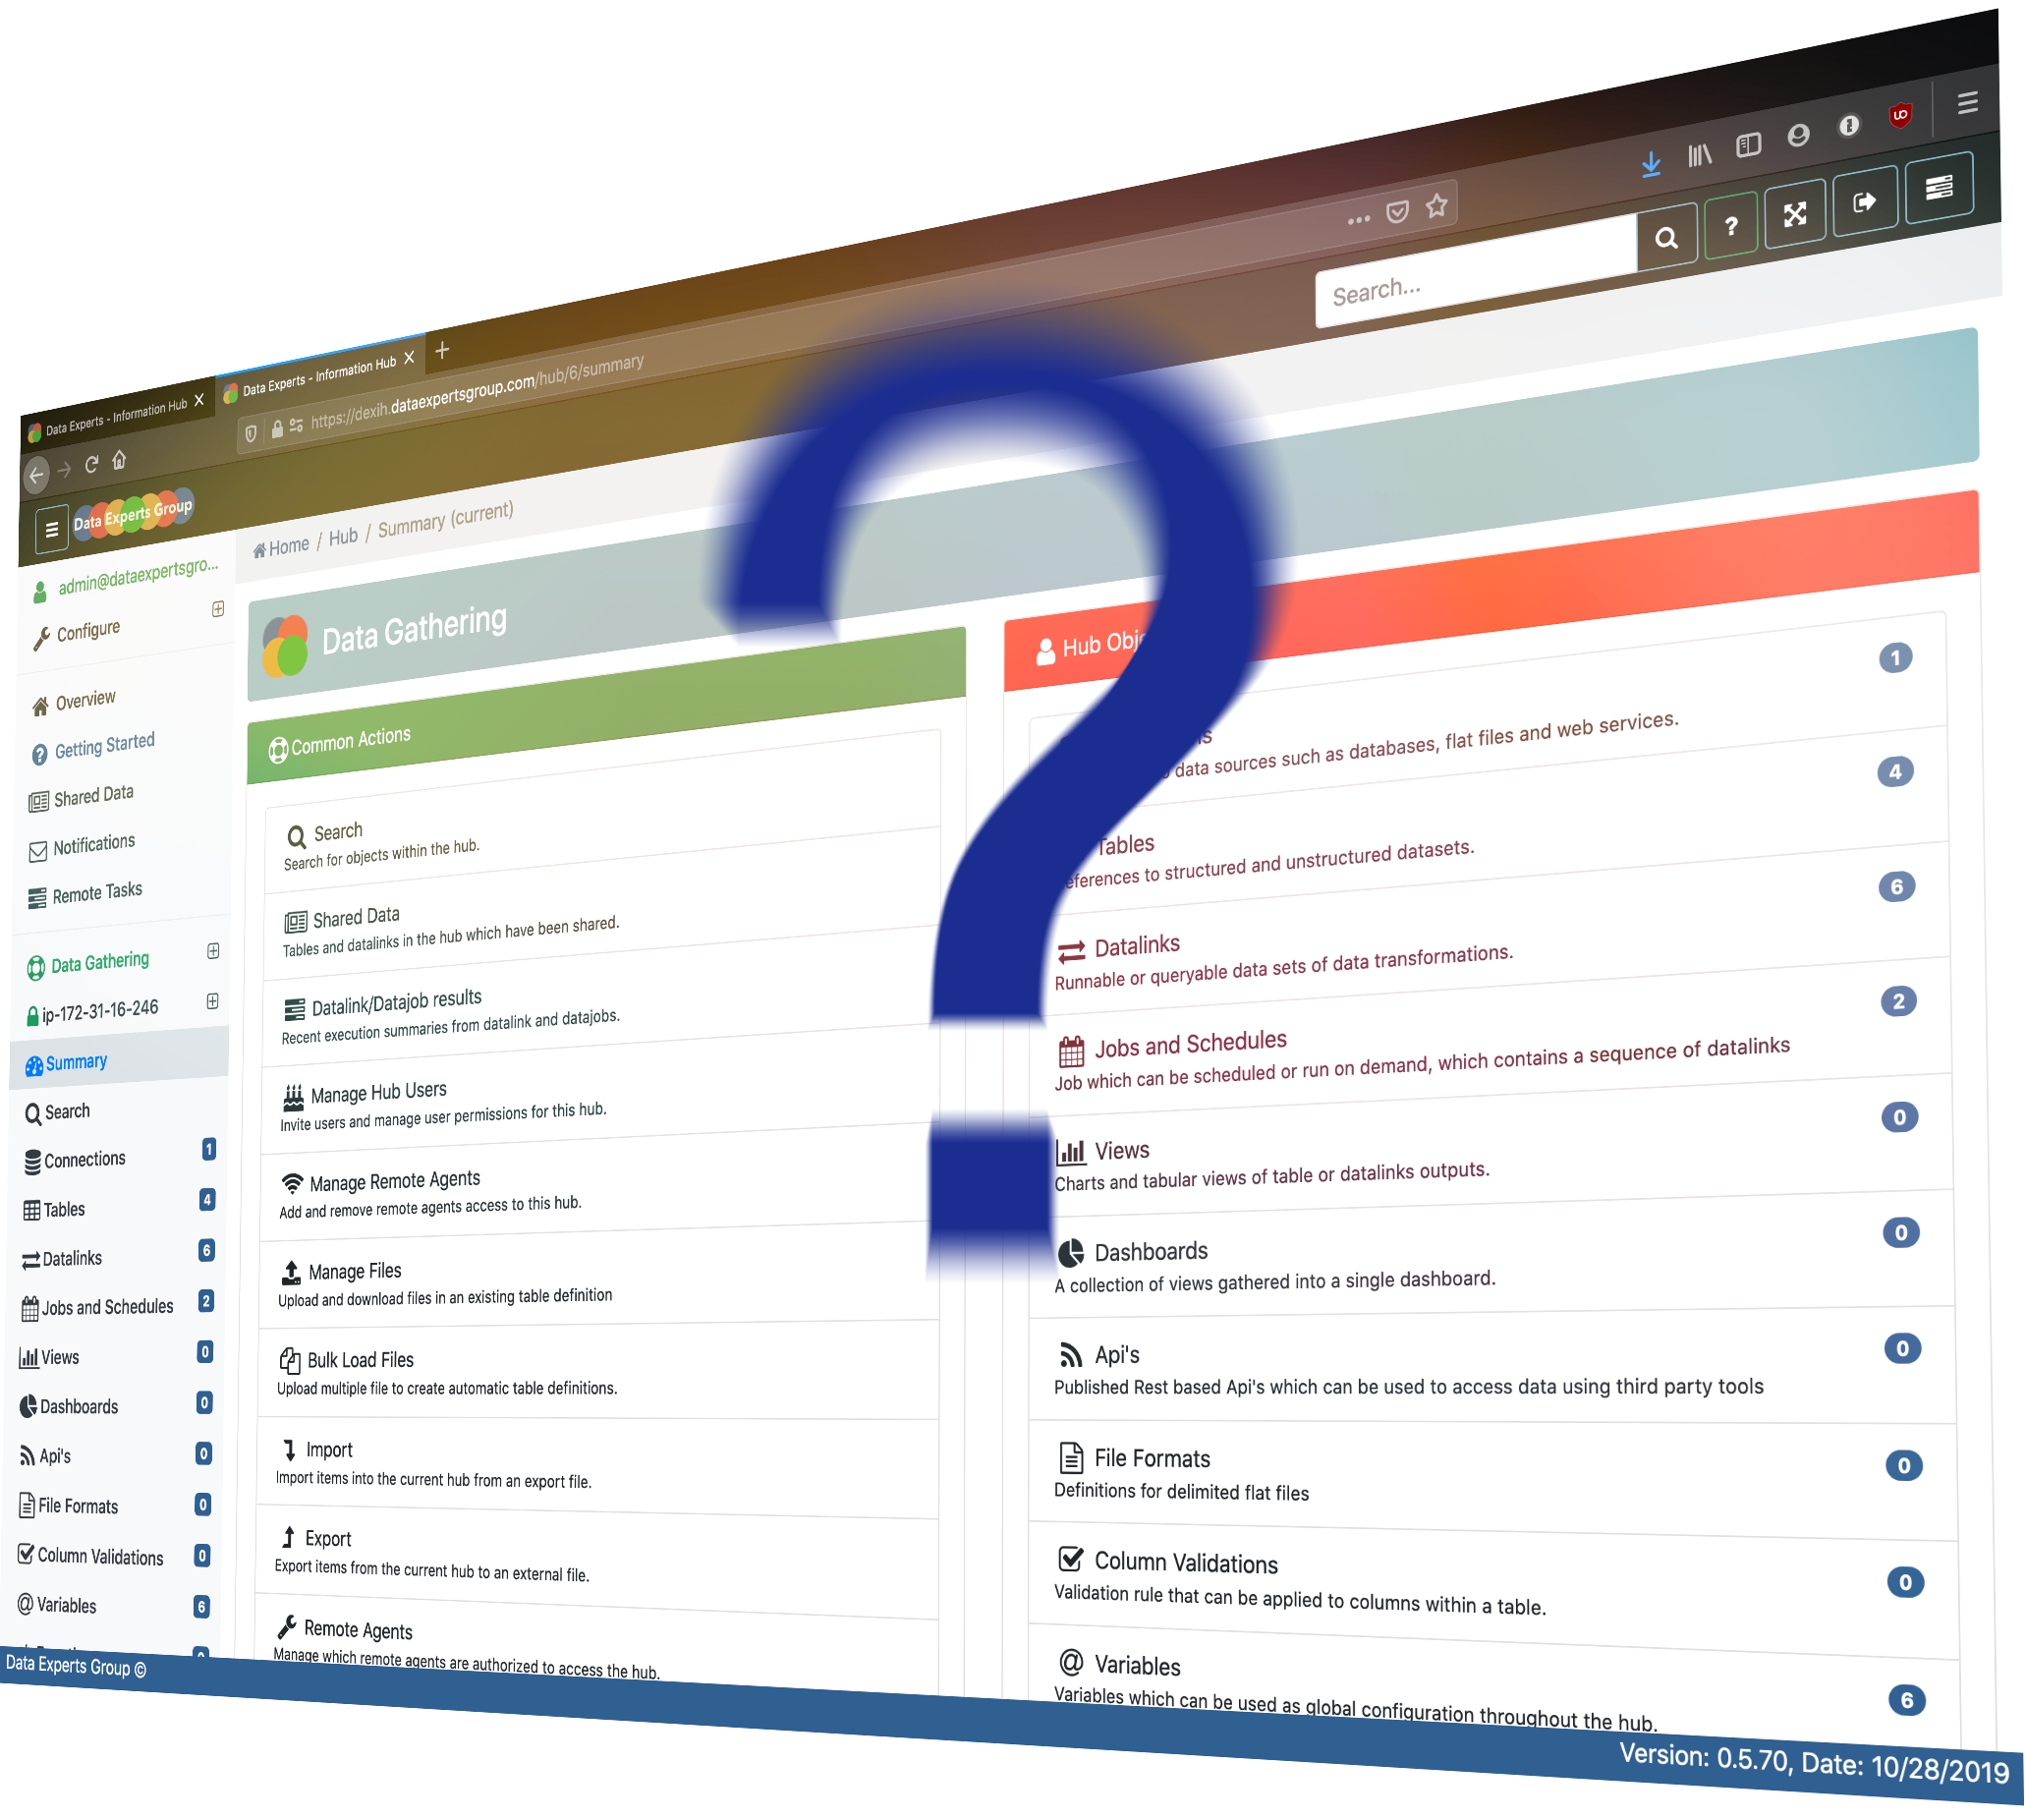 Data Experts - Information Hub
Data Experts - Information Hub
https://dexih.dataexpertsgroup.com/hub/6/summary
Data Experts Group
Search...
?
Home / Hub / Summary (current)
admin@dataexpertsgro...
Configure
Overview
Getting Started
Shared Data
Notifications
Remote Tasks
Data Gathering
ip-172-31-16-246
Summary
Search
Connections 1
Tables 4
Datalinks 6
Jobs and Schedules 2
Views 0
Dashboards 0
Api's 0
File Formats 0
Column Validations 0
Variables 6
Data Gathering
Common Actions
Search
Search for objects within the hub.
Shared Data
Tables and datalinks in the hub which have been shared.
Datalink/Datajob results
Recent execution summaries from datalink and datajobs.
Manage Hub Users
Invite users and manage user permissions for this hub.
Manage Remote Agents
Add and remove remote agents access to this hub.
Manage Files
Upload and download files in an existing table definition
Bulk Load Files
Upload multiple file to create automatic table definitions.
Import
Import items into the current hub from an export file.
Export
Export items from the current hub to an external file.
Remote Agents
Manage which remote agents are authorized to access the hub.
?
Hub
1
data sources such as databases, flat files and web services.
Tables 4
to structured and unstructured datasets.
Datalinks 6
Runnable or queryable data sets of data transformations.
Jobs and Schedules 2
Job which can be scheduled or run on demand, which contains a sequence of datalinks
Views 0
Charts and tabular views of table or datalinks outputs.
Dashboards 0
A collection of views gathered into a single dashboard.
Api's 0
Published Rest based Api's which can be used to access data using third party tools
File Formats 0
Definitions for delimited flat files
Column Validations 0
Validation rule that can be applied to columns within a table.
Variables 6
Variables which can be used as global configuration throughout the hub.
Data Experts Group ©
Version: 0.5.70, Date: 10/28/2019